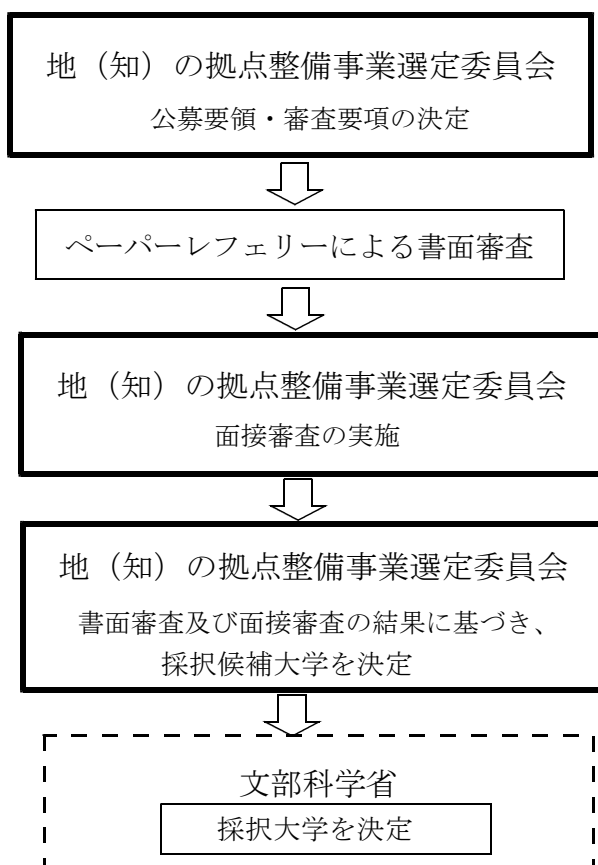 地（知）の拠点整備事業選定委員会
公募要領・審査要項の決定
ペーパーレフェリーによる書面審査
地（知）の拠点整備事業選定委員会
面接審査の実施
地（知）の拠点整備事業選定委員会
書面審査及び面接審査の結果に基づき、
採択候補大学を決定
文部科学省
採択大学を決定